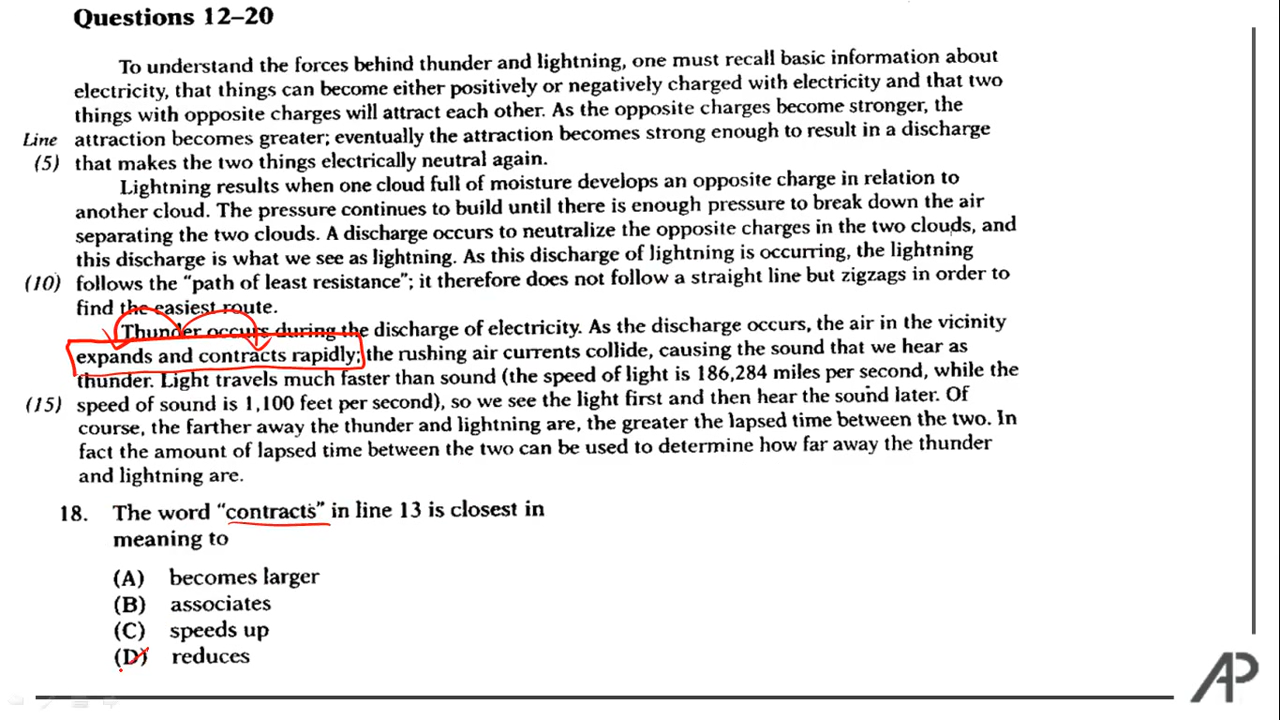 Questions 12–20
To understand the forces behind thunder and lightning, one must recall basic information about
electricity, that things can become either positively or negatively charged with electricity and that two
things with opposite charges will attract each other. As the opposite charges become stronger, the
Line attraction becomes greater; eventually the attraction becomes strong enough to result in a discharge
(5) that makes the two things electrically neutral again.
Lightning results when one cloud full of moisture develops an opposite charge in relation to
another cloud. The pressure continues to build until there is enough pressure to break down the air
separating the two clouds. A discharge occurs to neutralize the opposite charges in the two clouds, and
this discharge is what we see as lightning. As this discharge of lightning is occurring, the lightning
(10) follows the “path of least resistance”; it therefore does not follow a straight line but zigzags in order to
find the easiest route.
Thunder occurs during the discharge of electricity. As the discharge occurs, the air in the vicinity
expands and contracts rapidly; the rushing air currents collide, causing the sound that we hear as
thunder. Light travels much faster than sound (the speed of light is 186,284 miles per second, while the
(15) speed of sound is 1,100 feet per second), so we see the light first and then hear the sound later. Of
course, the farther away the thunder and lightning are, the greater the lapsed time between the two. In
fact the amount of lapsed time between the two can be used to determine how far away the thunder
and lightning are.
18. The word “contracts” in line 13 is closest in
meaning to
(A) becomes larger
(B) associates
(C) speeds up
(D) reduces
AP